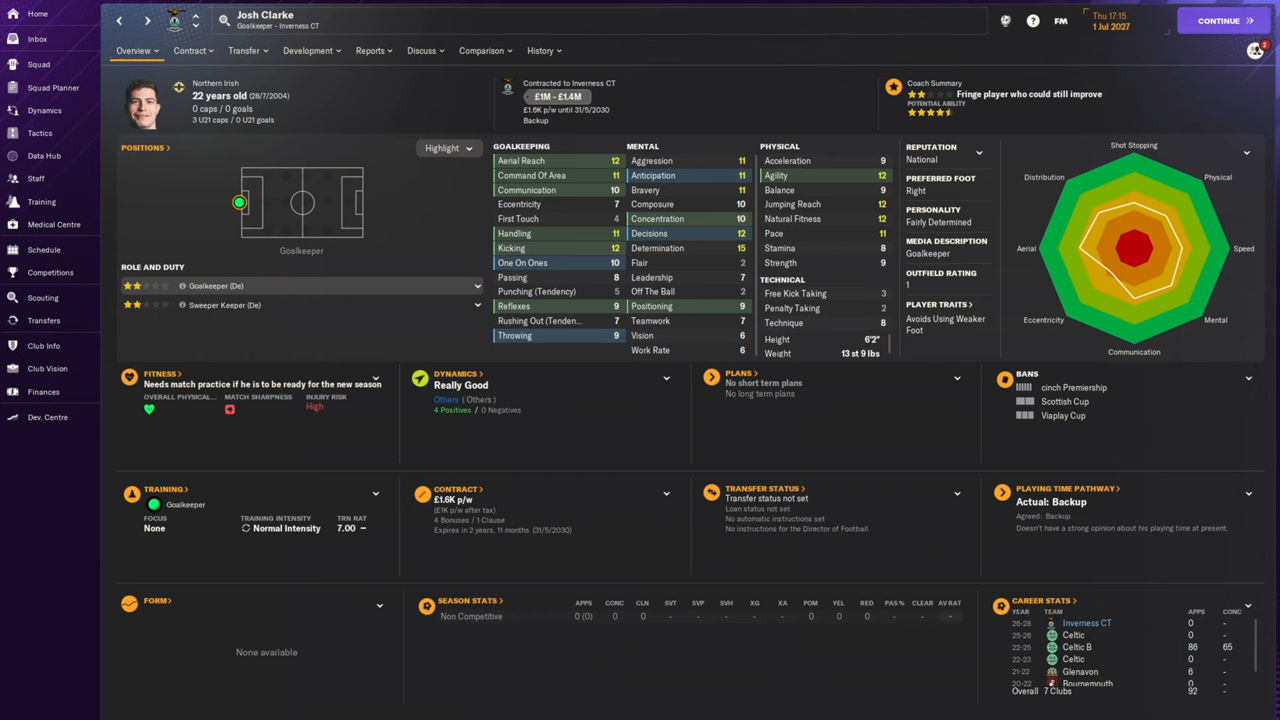 Home
Inbox
Squad
Squad Planner
Dynamics
Tactics
Data Hub
Staff
Training
Medical Centre
Schedule
Competitions
Scouting
Transfers
Club Info
Club Vision
Finances
Dev. Centre
Josh Clarke
Goalkeeper - Inverness CT
FM
Thu 17:15
1 Jul 2027
CONTINUE
2
Overview
Contract
Transfer
Development
Reports
Discuss
Comparison
History
Northern Irish
22 years old (28/7/2004)
0 caps / 0 goals
3 U21 caps / 0 U21 goals
Contracted to Inverness CT
£1M - £1.4M
£1.6K p/w until 31/5/2030
Backup
Coach Summary
Fringe player who could still improve
POTENTIAL ABILITY
POSITIONS
Highlight
Goalkeeper
ROLE AND DUTY
Goalkeeper (De)
Sweeper Keeper (De)
GOALKEEPING
Aerial Reach 12
Command Of Area 11
Communication 10
Eccentricity 7
First Touch 4
Handling 11
Kicking 12
One On Ones 10
Passing 8
Punching (Tendency) 5
Reflexes 9
Rushing Out (Tenden... 7
Throwing 9
MENTAL
Aggression 11
Anticipation 11
Bravery 11
Composure 10
Concentration 10
Decisions 12
Determination 15
Flair 2
Leadership 7
Off The Ball 2
Positioning 9
Teamwork 7
Vision 6
Work Rate 6
PHYSICAL
Acceleration 9
Agility 12
Balance 9
Jumping Reach 12
Natural Fitness 12
Pace 11
Stamina 8
Strength 9
TECHNICAL
Free Kick Taking 3
Penalty Taking 2
Technique 8
Height 6'2"
Weight 13 st 9 lbs
REPUTATION
National
PREFERRED FOOT
Right
PERSONALITY
Fairly Determined
MEDIA DESCRIPTION
Goalkeeper
OUTFIELD RATING
1
PLAYER TRAITS
Avoids Using Weaker
Foot
Shot Stopping
Distribution
Physical
Aerial
Speed
Eccentricity
Mental
Communication
FITNESS
Needs match practice if he is to be ready for the new season
OVERALL PHYSICAL... MATCH SHARPNESS INJURY RISK
High
DYNAMICS
Really Good
Others ( Others )
4 Positives / 0 Negatives
PLANS
No short term plans
No long term plans
BANS
cinch Premiership
Scottish Cup
Viaplay Cup
TRAINING
Goalkeeper
FOCUS TRAINING INTENSITY TRN RAT
None Normal Intensity 7.00 –
CONTRACT
£1.6K p/w
(£1K p/w after tax)
4 Bonuses / 1 Clause
Expires in 2 years, 11 months (31/5/2030)
TRANSFER STATUS
Transfer status not set
Loan status not set
No automatic instructions set
No instructions for the Director of Football
PLAYING TIME PATHWAY
Actual: Backup
Agreed: Backup
Doesn't have a strong opinion about his playing time at present.
FORM
None available
SEASON STATS APPS CONC CLN SVT SVP SVH XG XA POM YEL RED PAS % CLEAR AV RAT
Non Competitive 0 (0) 0 0 - - - - - 0 0 0 - - -
CAREER STATS
YEAR TEAM APPS CONC
26-28 Inverness CT 0 -
25-26 Celtic 0 -
22-25 Celtic B 86 65
22-23 Celtic 0 -
21-22 Glenavon 6 -
20-22 Bournemouth 0 -
Overall 7 Clubs 92 -